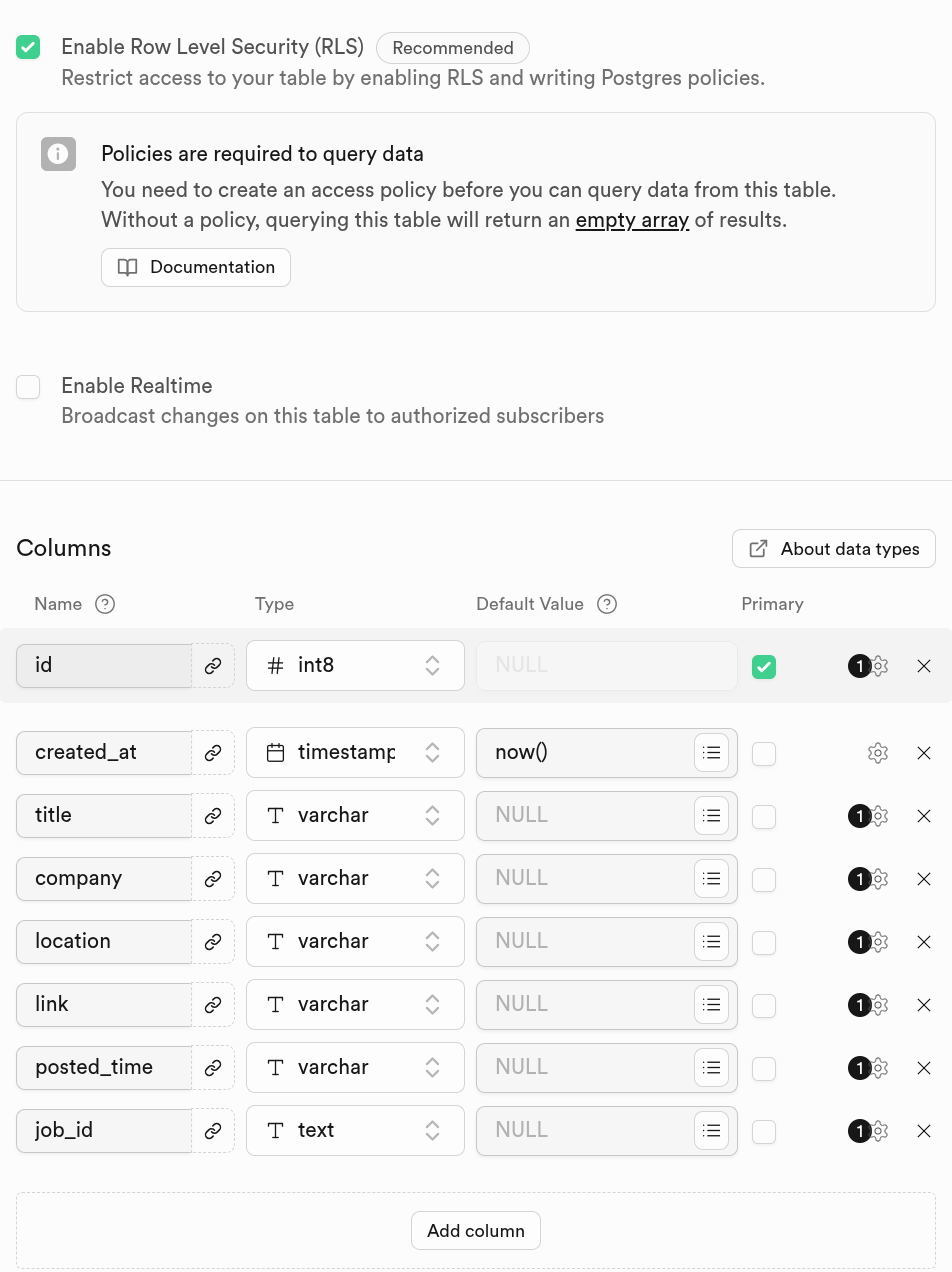 Enable Row Level Security (RLS) Recommended
Restrict access to your table by enabling RLS and writing Postgres policies.
Policies are required to query data
You need to create an access policy before you can query data from this table.
Without a policy, querying this table will return an empty array of results.
Documentation
Enable Realtime
Broadcast changes on this table to authorized subscribers
Columns About data types
Name ? Type Default Value ? Primary
id # int8 NULL 1
created_at timestamp now()
title T varchar NULL 1
company T varchar NULL 1
location T varchar NULL 1
link T varchar NULL 1
posted_time T varchar NULL 1
job_id T text NULL 1
Add column